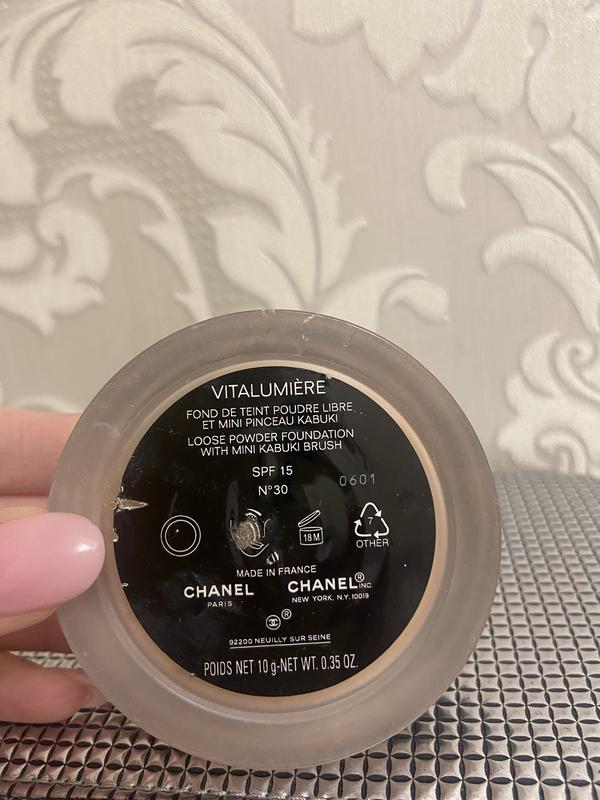 VITALUMIÈRE
FOND DE TEINT POUDRE LIBRE
ET MINI PINCEAU KABUKI
LOOSE POWDER FOUNDATION
WITH MINI KABUKI BRUSH
SPF 15
N°30
0601
18 M
7
OTHER
MADE IN FRANCE
CHANEL
PARIS
CHANEL® INC.
NEW YORK, N.Y. 10019
®
92200 NEUILLY SUR SEINE
POIDS NET 10 g-NET WT. 0.35 OZ.